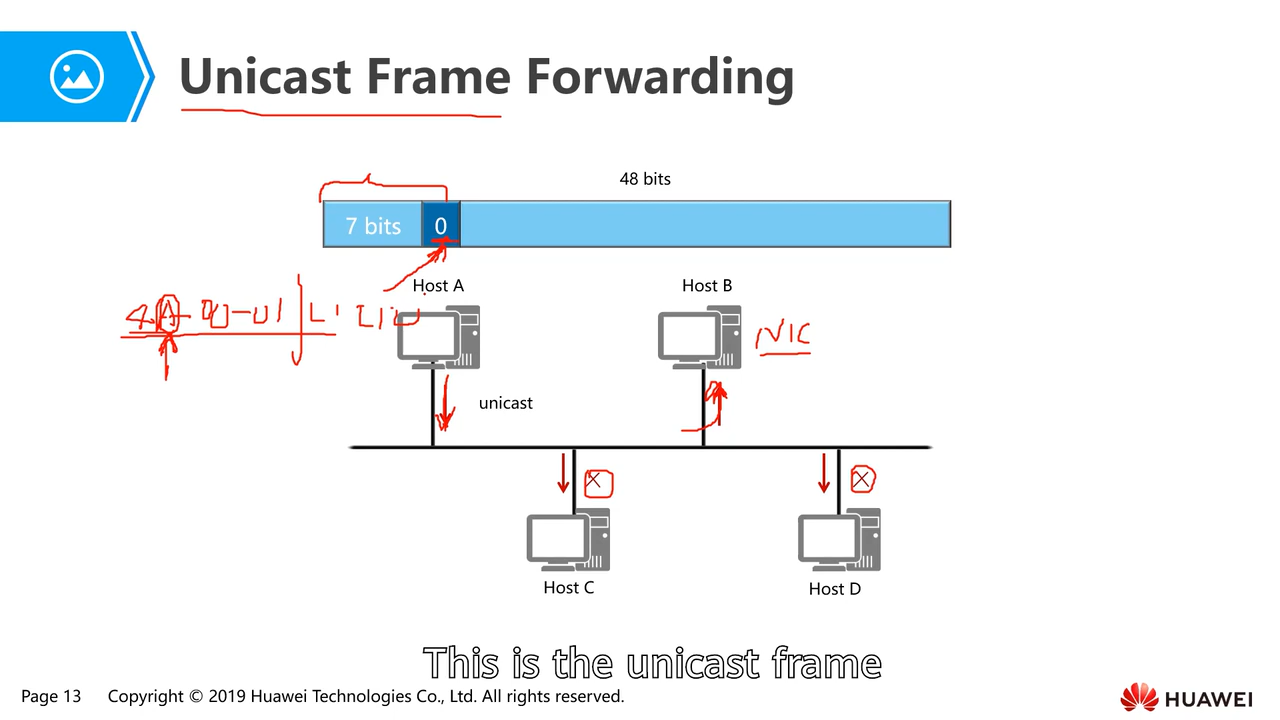 Unicast Frame Forwarding
48 bits
7 bits 0
Host A Host B
NIC
unicast
Host C
Host D
This is the unicast frame
Page 13 Copyright © 2019 Huawei Technologies Co., Ltd. All rights reserved.
HUAWEI